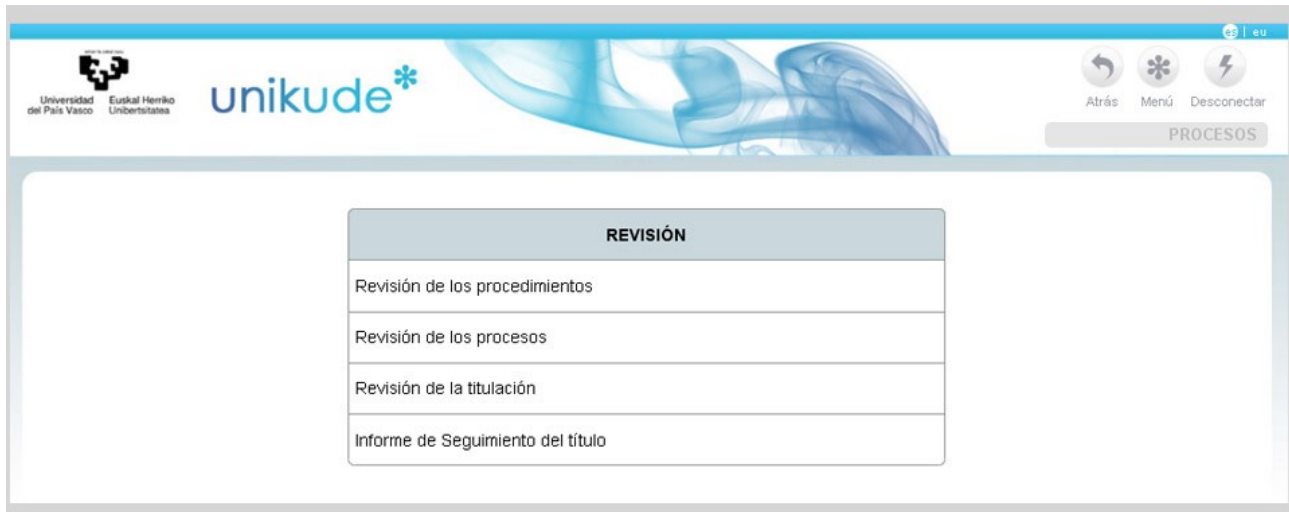 es | eu
Universidad del País Vasco
Euskal Herriko Unibertsitatea
unikude*
Atrás Menú Desconectar
PROCESOS
REVISIÓN
Revisión de los procedimientos
Revisión de los procesos
Revisión de la titulación
Informe de Seguimiento del título